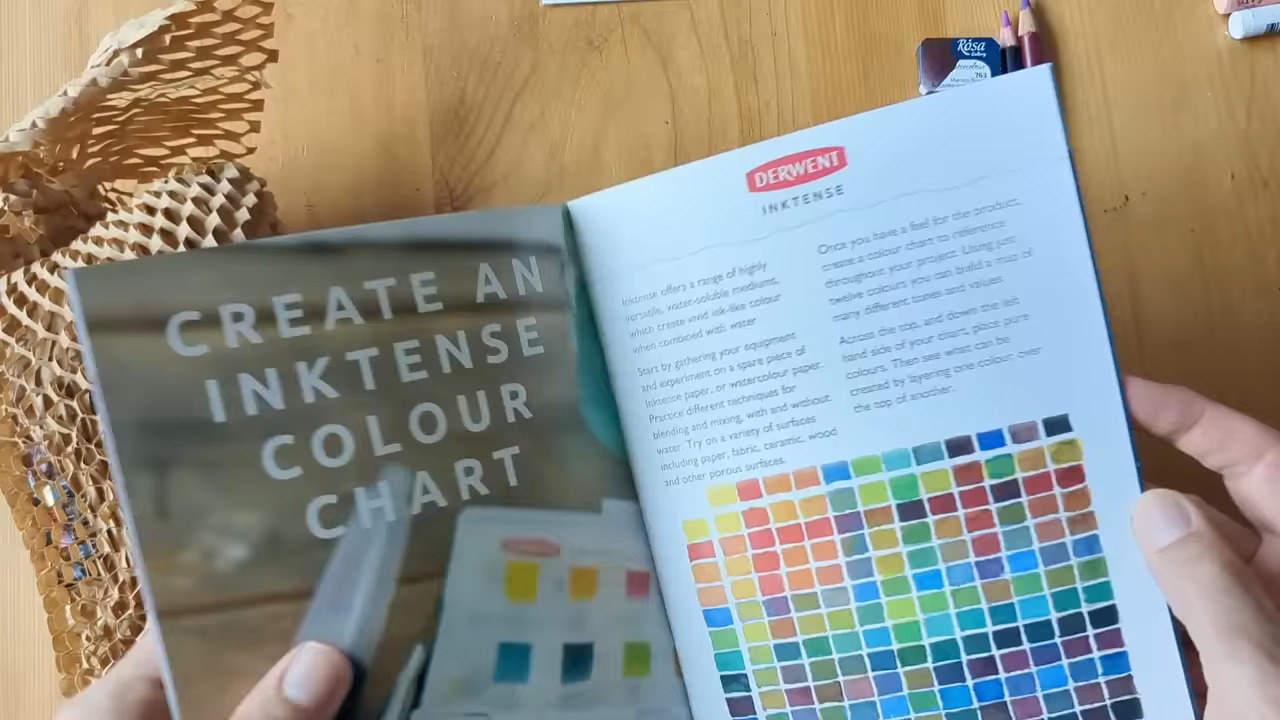 Rosa
Gallery
763
CREATE AN
INKTENSE
COLOUR
CHART
DERWENT
INKTENSE
Inktense offers a range of highly
versatile, water-soluble mediums,
which create vivid ink-like colour
when combined with water.
Start by gathering your equipment
and experiment on a spare piece of
Inktense paper, or watercolour paper.
Practice different techniques for
blending and mixing, with and without
water. Try on a variety of surfaces
including paper, fabric, ceramic, wood
and other porous surfaces.
Once you have a feel for the product,
create a colour chart to reference
throughout your project. Using just
twelve colours you can build a map of
many different tones and values.
Across the top, and down the left
hand side of your chart, place pure
colours. Then see what can be
created by layering one colour over
the top of another.